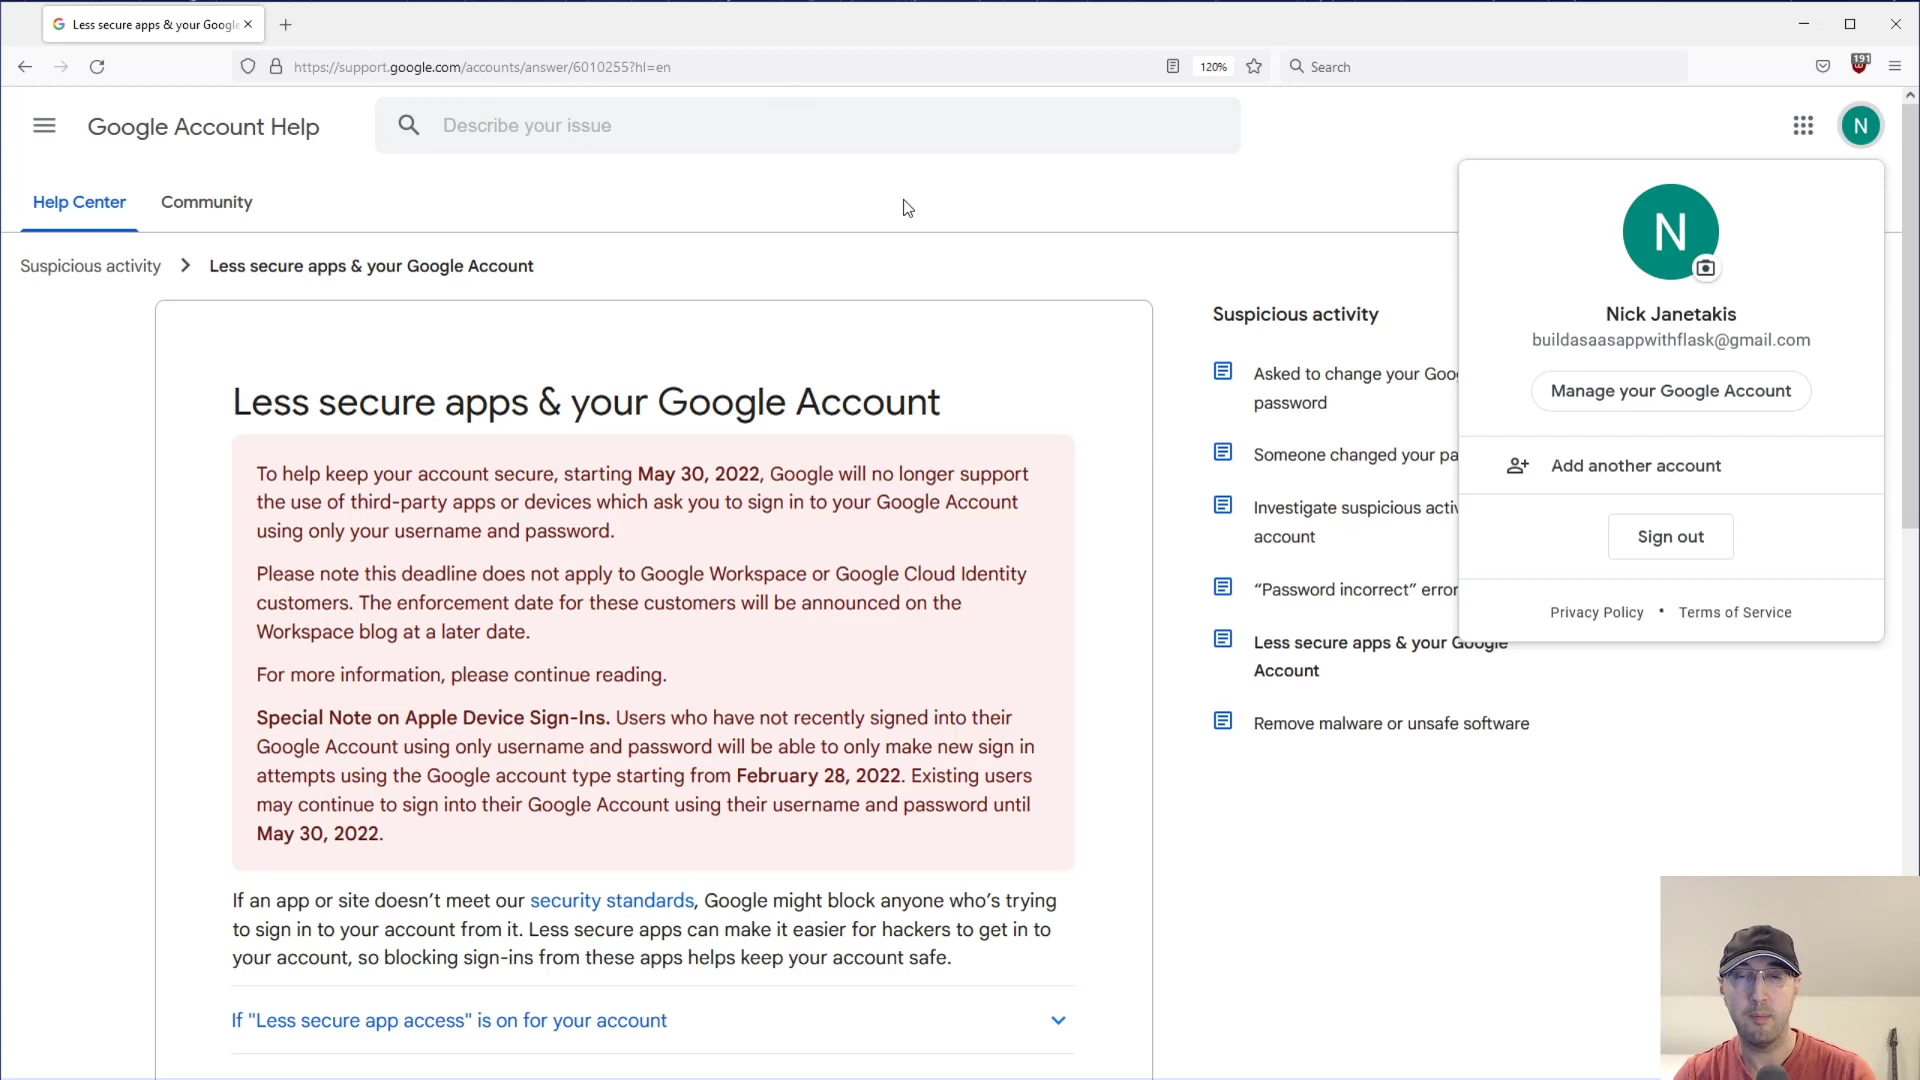 Less secure apps & your Google
https://support.google.com/accounts/answer/6010255?hl=en
120%
Search
191
Google Account Help
Describe your issue
N
Help Center
Community
Suspicious activity
Less secure apps & your Google Account
N
Nick Janetakis
buildasaasappwithflask@gmail.com
Manage your Google Account
Add another account
Sign out
Privacy Policy • Terms of Service
Less secure apps & your Google Account
To help keep your account secure, starting May 30, 2022, Google will no longer support
the use of third-party apps or devices which ask you to sign in to your Google Account
using only your username and password.
Please note this deadline does not apply to Google Workspace or Google Cloud Identity
customers. The enforcement date for these customers will be announced on the
Workspace blog at a later date.
For more information, please continue reading.
Special Note on Apple Device Sign-Ins. Users who have not recently signed into their
Google Account using only username and password will be able to only make new sign in
attempts using the Google account type starting from February 28, 2022. Existing users
may continue to sign into their Google Account using their username and password until
May 30, 2022.
If an app or site doesn’t meet our security standards, Google might block anyone who’s trying
to sign in to your account from it. Less secure apps can make it easier for hackers to get in to
your account, so blocking sign-ins from these apps helps keep your account safe.
If "Less secure app access" is on for your account
Suspicious activity
Asked to change your Goo
password
Someone changed your pa
Investigate suspicious activ
account
“Password incorrect” error
Less secure apps & your Google
Account
Remove malware or unsafe software